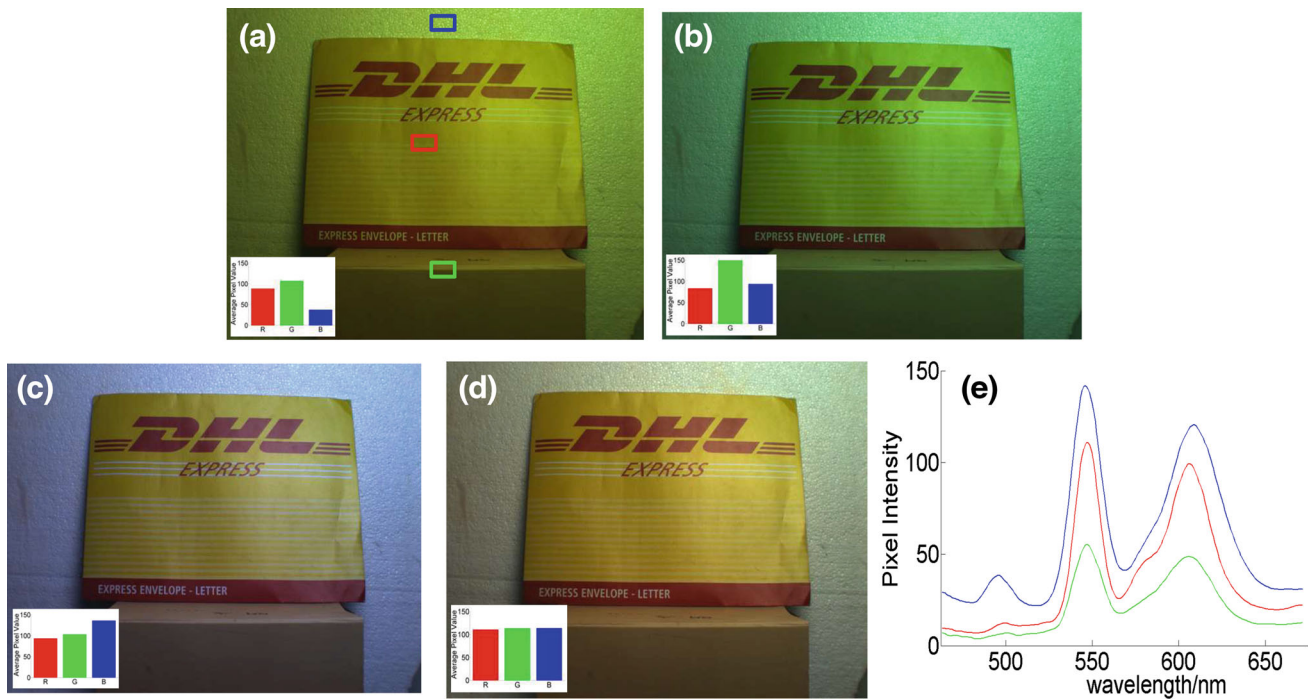 (a)
DHL
EXPRESS
EXPRESS ENVELOPE - LETTER
Average Pixel Value
150
100
50
0
R G B
(b)
DHL
EXPRESS
EXPRESS ENVELOPE - LETTER
Average Pixel Value
150
100
50
0
R G B
(c)
DHL
EXPRESS
EXPRESS ENVELOPE - LETTER
Average Pixel Value
150
100
50
0
R G B
(d)
DHL
EXPRESS
EXPRESS ENVELOPE - LETTER
Average Pixel Value
150
100
50
0
R G B
(e)
Pixel Intensity
150
100
50
0
500 550 600 650
wavelength/nm